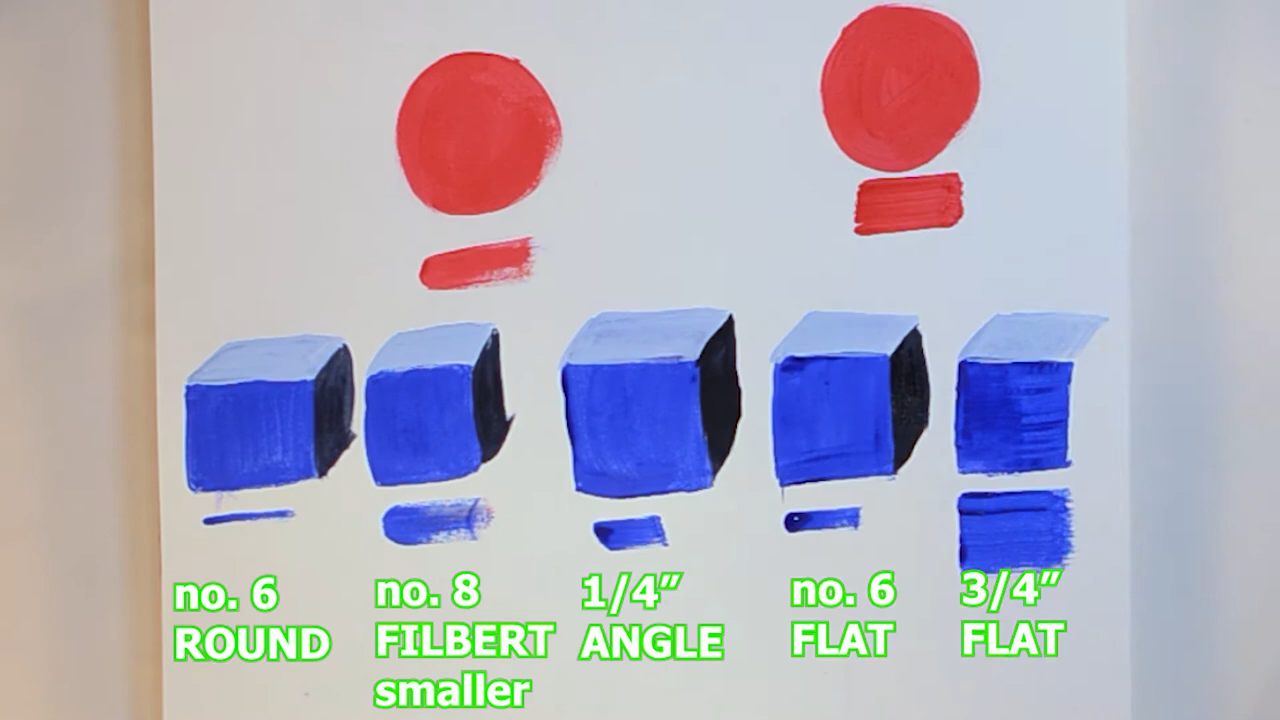 no. 6
ROUND
no. 8
FILBERT
smaller
1/4”
ANGLE
no. 6
FLAT
3/4”
FLAT